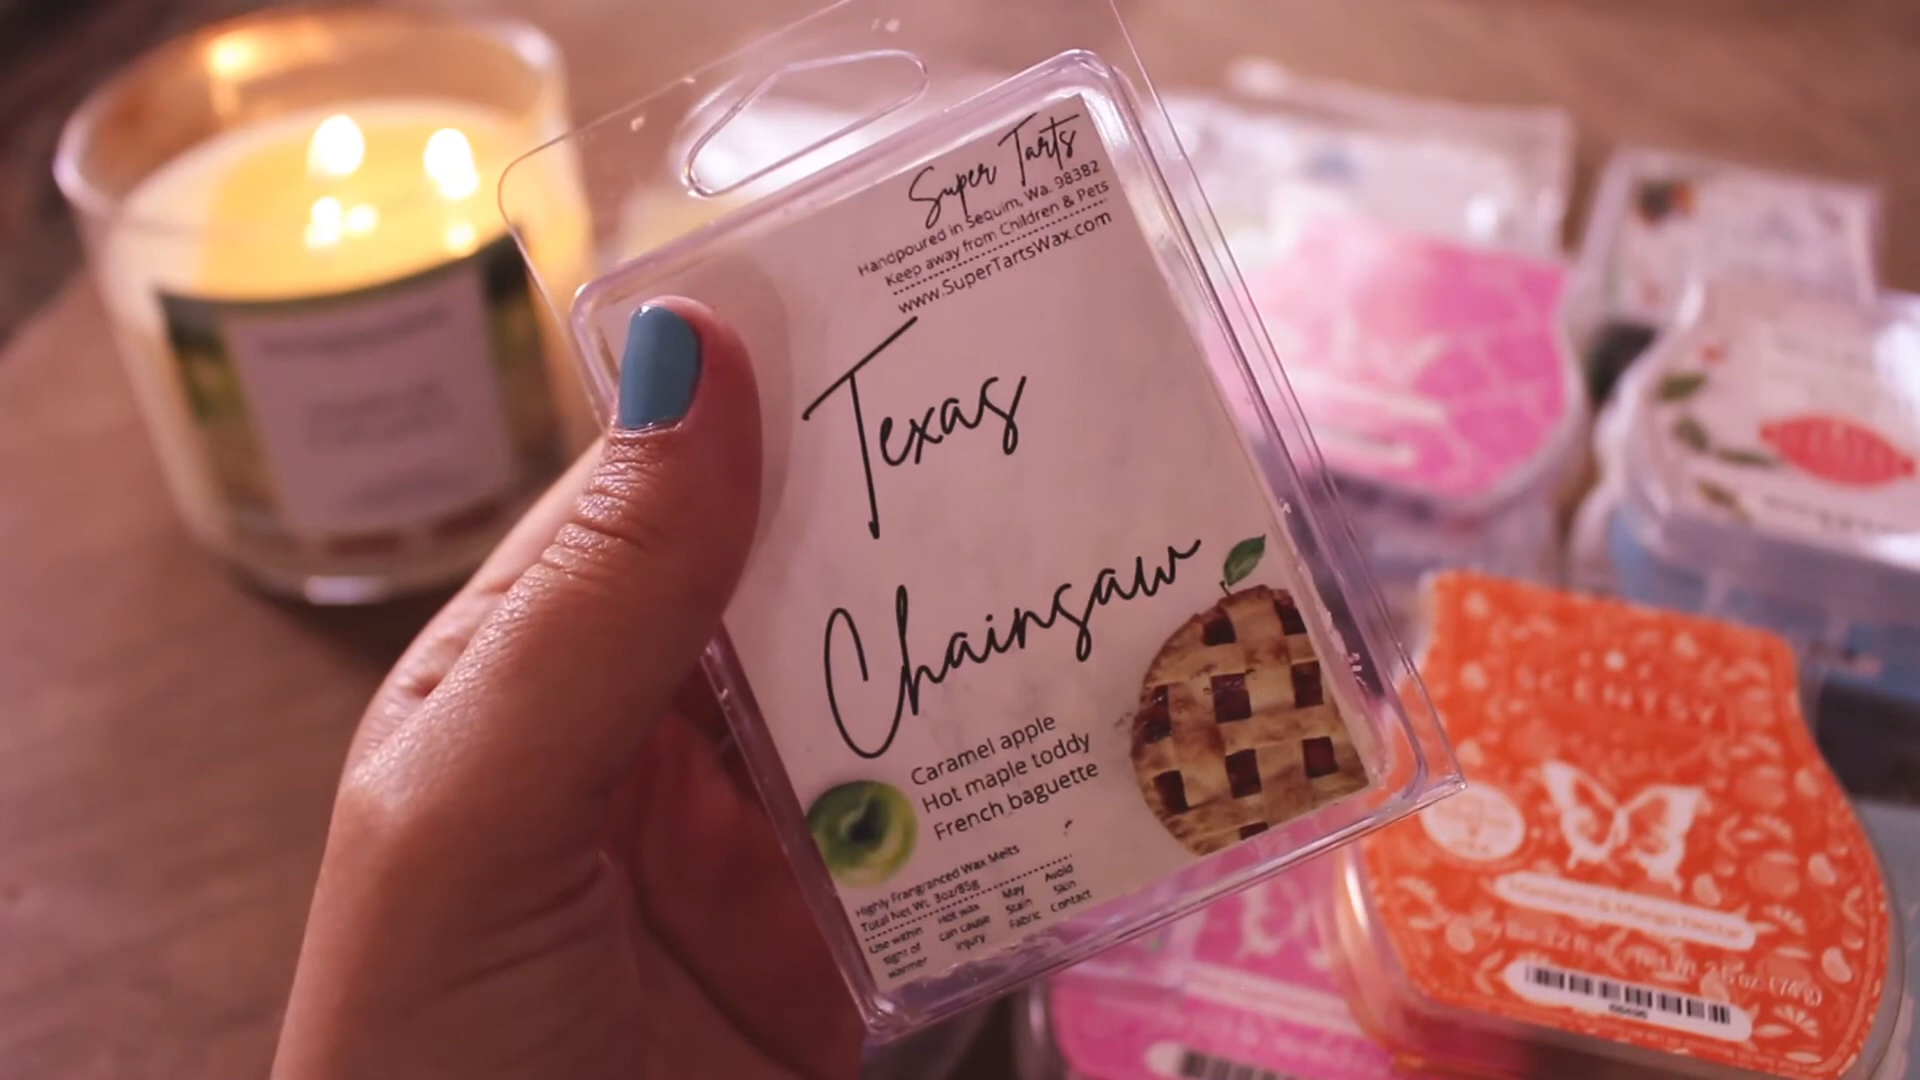 Super Tarts
Handpoured in Sequim, Wa. 98382
Keep away from Children & Pets
www.SuperTartsWax.com
Texas
Chainsaw
Caramel apple
Hot maple toddy
French baguette
Highly Frangranced Wax Melts
Total Net Wt. 3oz/85g
Use within
sight of
warmer
Hot wax
can cause
injury
May
Stain
Fabric
Avoid
Skin
Contact
SCENTSY